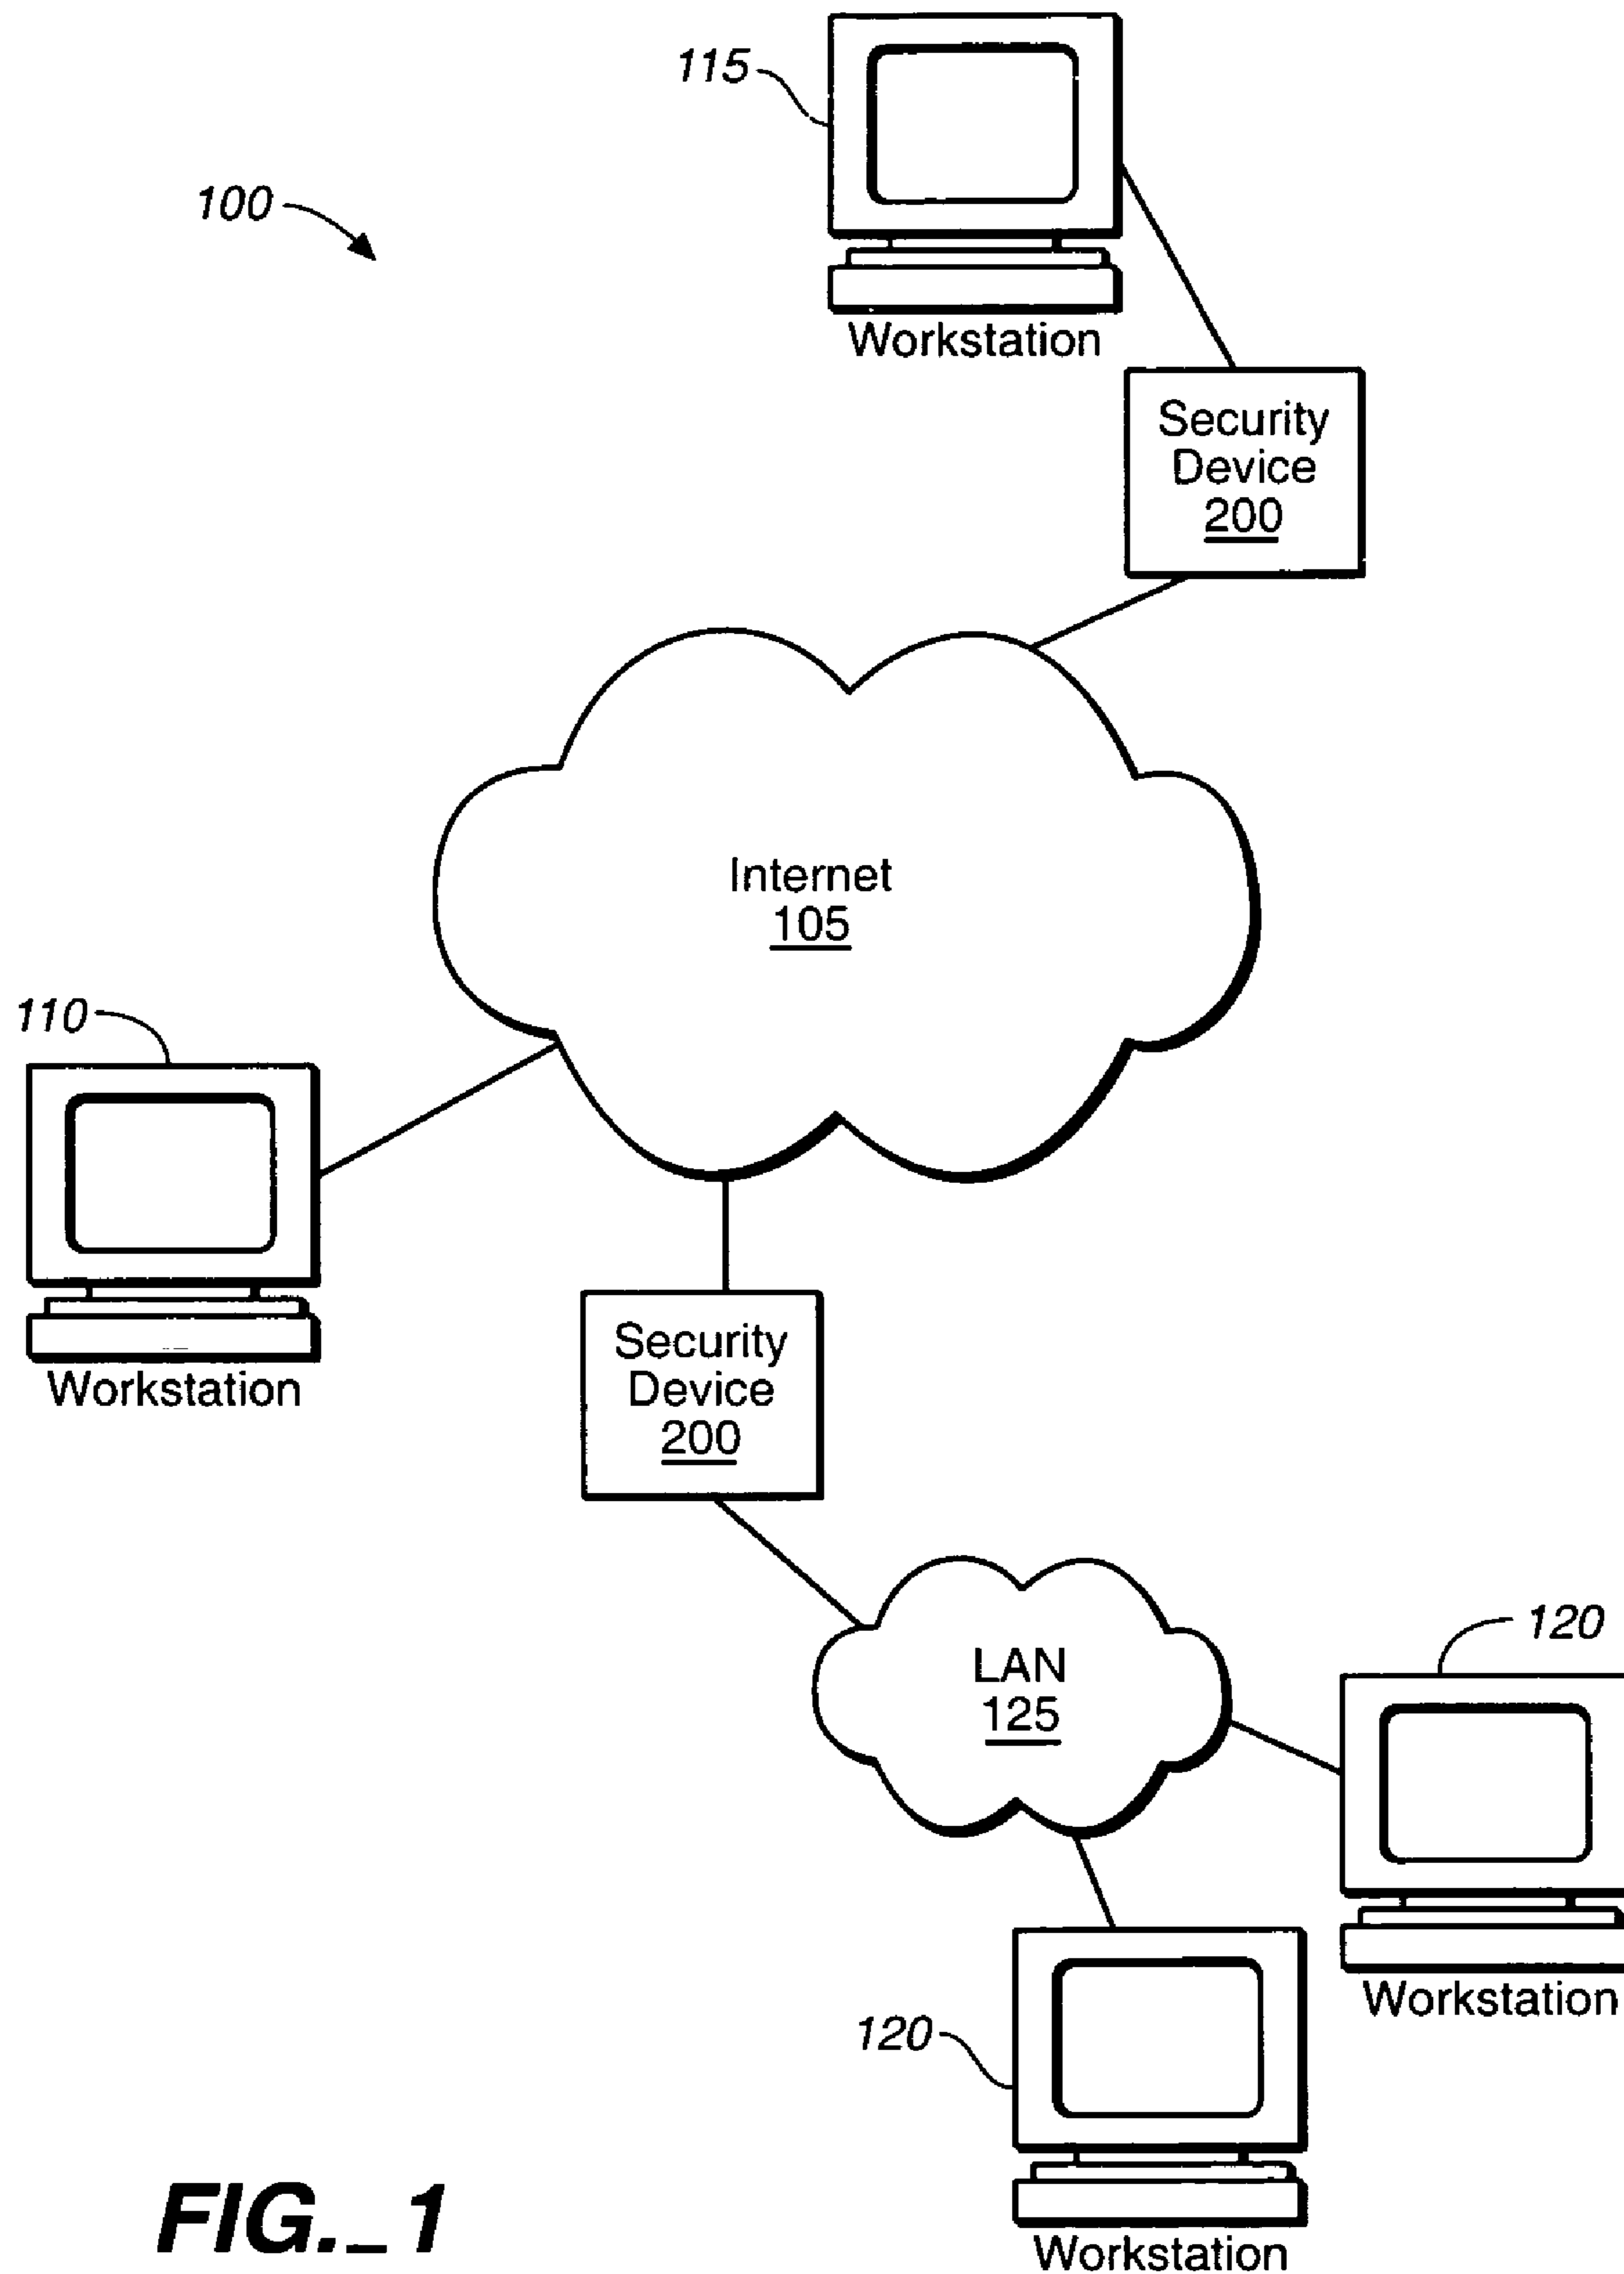 115
100
Workstation
Security
Device
200
Internet
105
110
Workstation
Security
Device
200
LAN
125
120
Workstation
120
Workstation
FIG._1